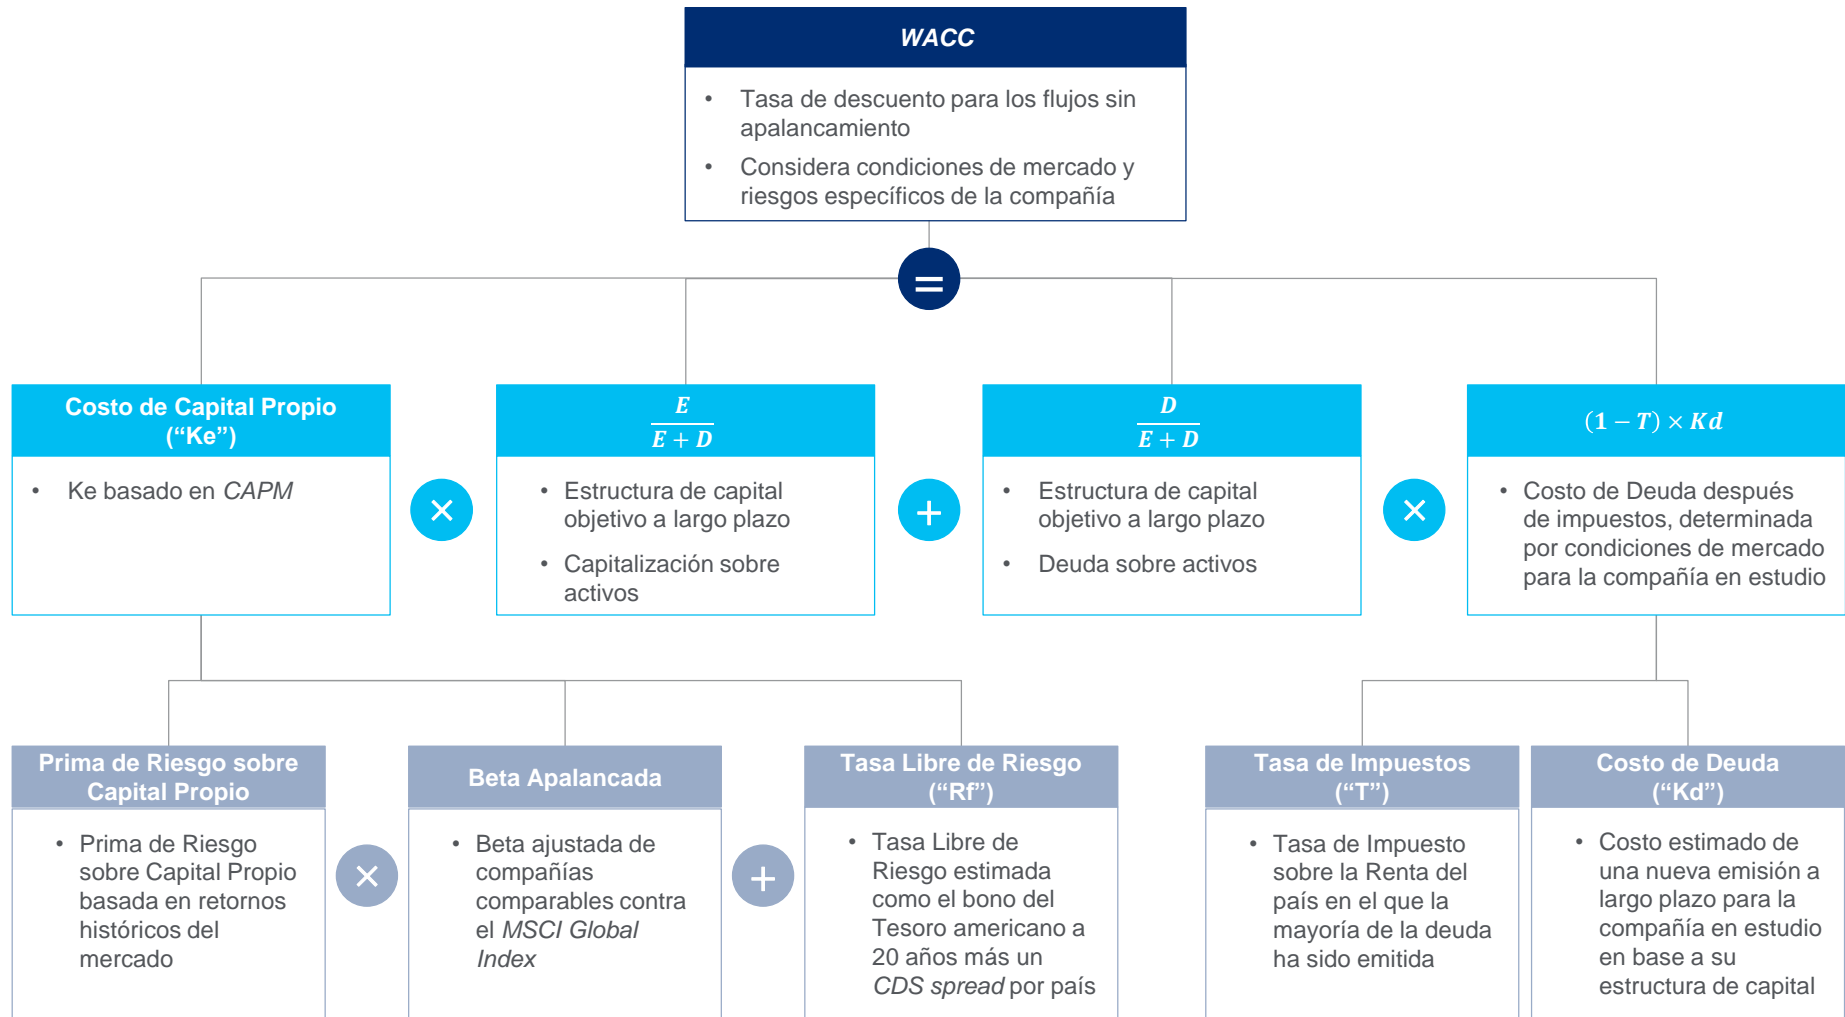 WACC
• Tasa de descuento para los flujos sin
apalancamiento
• Considera condiciones de mercado y
riesgos específicos de la compañía
=
Costo de Capital Propio
(“Ke”)
• Ke basado en CAPM
×
E
E + D
• Estructura de capital
objetivo a largo plazo
• Capitalización sobre
activos
+
D
E + D
• Estructura de capital
objetivo a largo plazo
• Deuda sobre activos
×
(1 − T) × Kd
• Costo de Deuda después
de impuestos, determinada
por condiciones de mercado
para la compañía en estudio
Prima de Riesgo sobre
Capital Propio
• Prima de Riesgo
sobre Capital Propio
basada en retornos
históricos del
mercado
×
Beta Apalancada
• Beta ajustada de
compañías
comparables contra
el MSCI Global
Index
+
Tasa Libre de Riesgo
(“Rf”)
• Tasa Libre de
Riesgo estimada
como el bono del
Tesoro americano a
20 años más un
CDS spread por país
Tasa de Impuestos
(“T”)
• Tasa de Impuesto
sobre la Renta del
país en el que la
mayoría de la deuda
ha sido emitida
Costo de Deuda
(“Kd”)
• Costo estimado de
una nueva emisión a
largo plazo para la
compañía en estudio
en base a su
estructura de capital